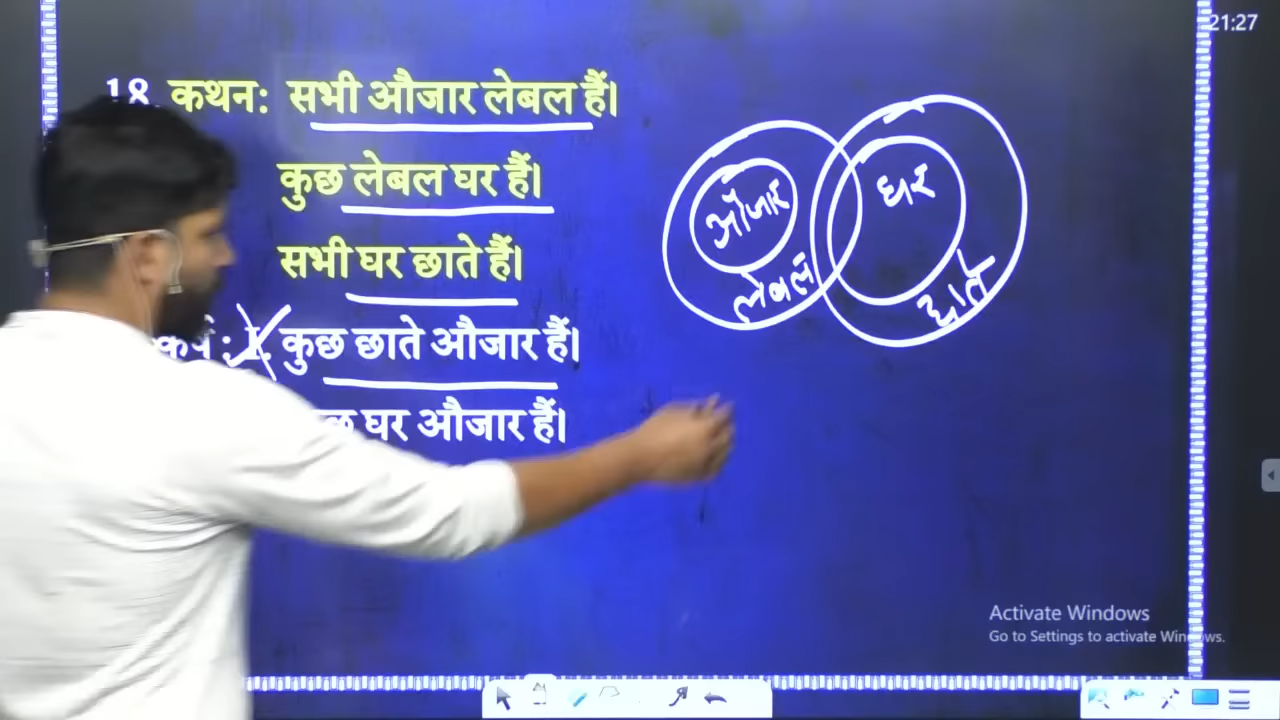 21:27
18. कथन: सभी औजार लेबल हैं।
कुछ लेबल घर हैं।
सभी घर छाते हैं।
I. कुछ छाते औजार हैं।
घर औजार हैं।
औजार
लेबल
घर
छाते
Activate Windows
Go to Settings to activate Windows.